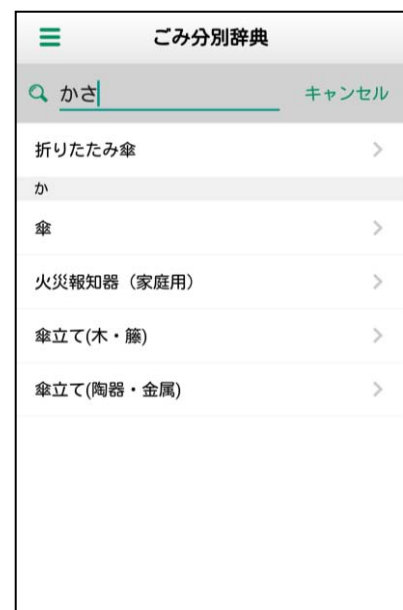 ごみ分別辞典
かさ キャンセル
折りたたみ傘
か
傘
火災報知器（家庭用）
傘立て(木・籐)
傘立て(陶器・金属)